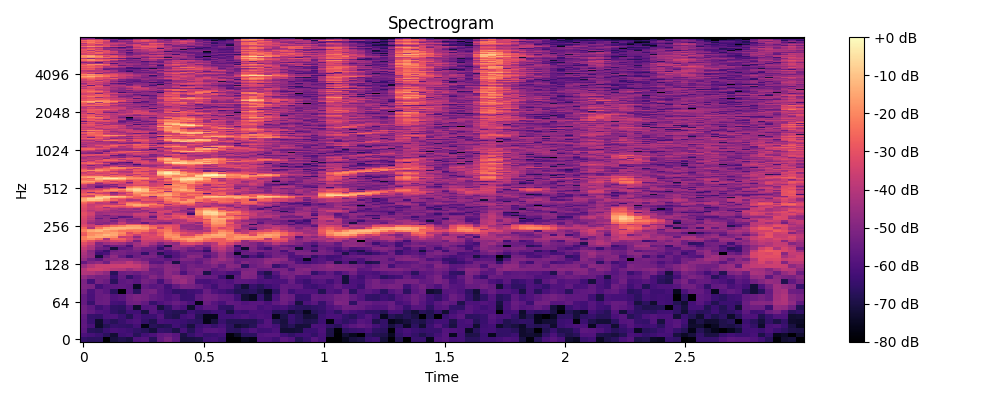 Spectrogram
4096
2048
1024
512
256
128
64
0
Hz
0
0.5
1
1.5
2
2.5
Time
+0 dB
-10 dB
-20 dB
-30 dB
-40 dB
-50 dB
-60 dB
-70 dB
-80 dB